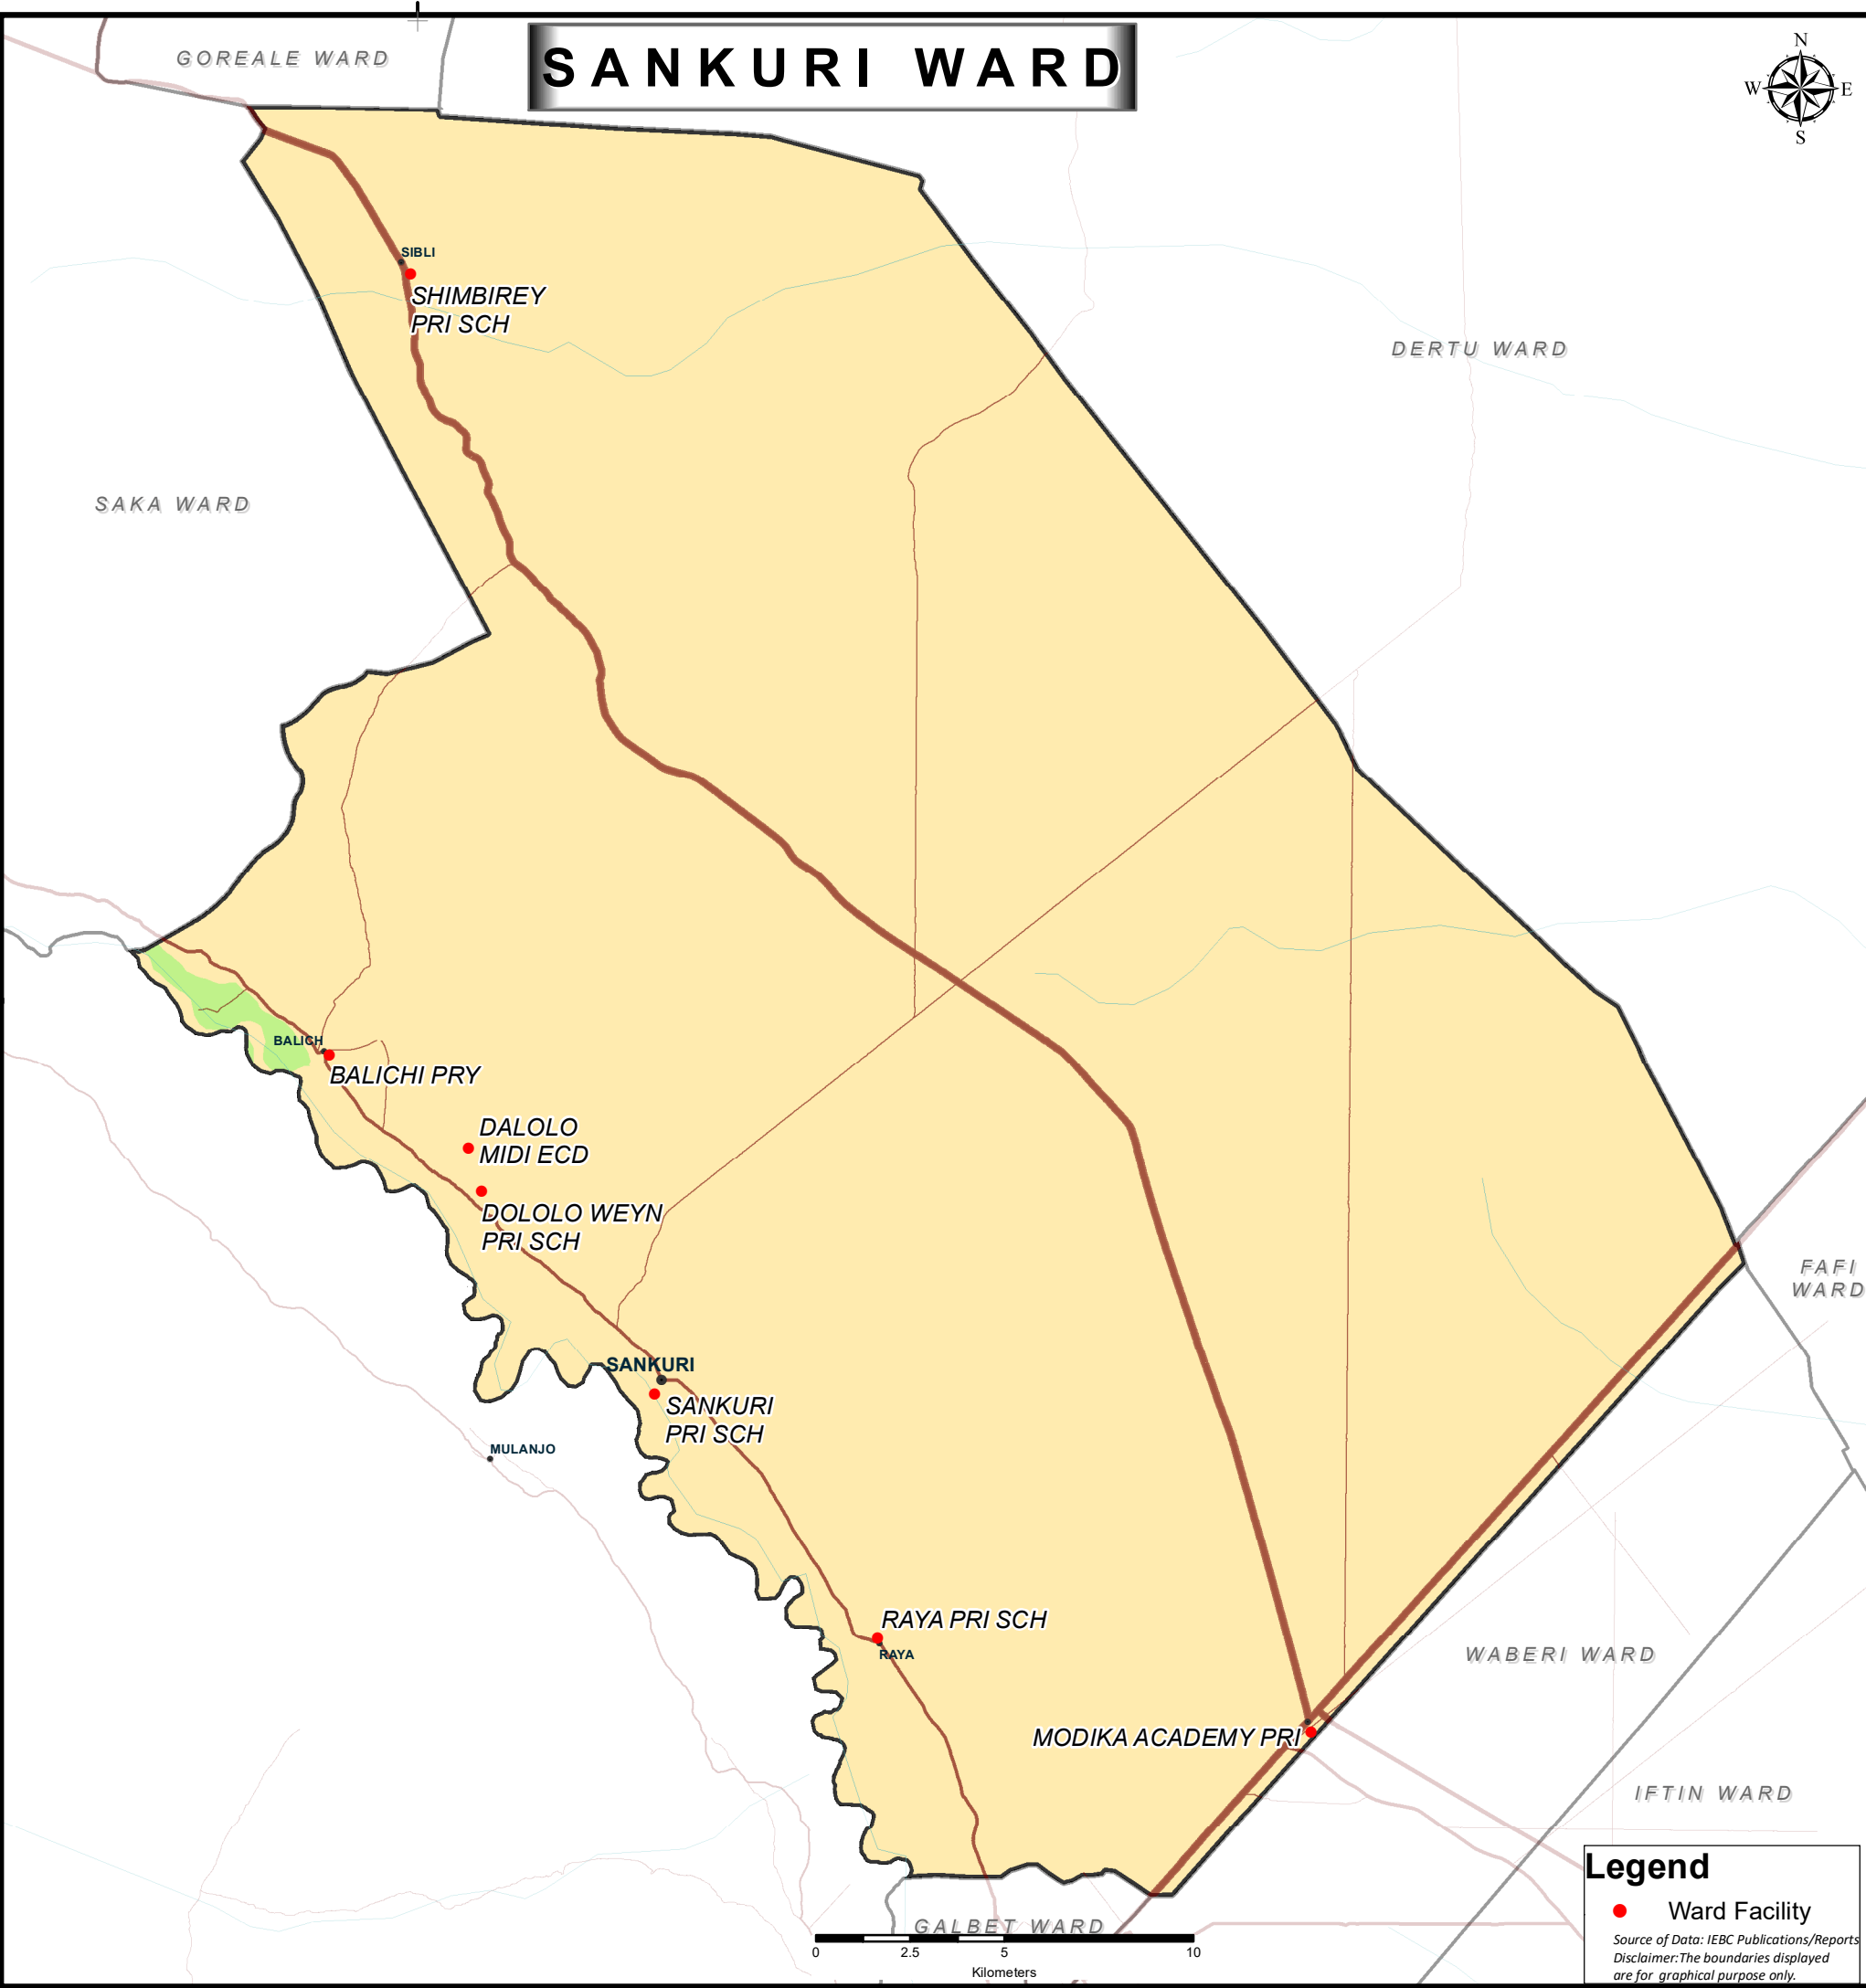 SANKURI WARD
GOREALE WARD
N
W E
S
SIBLI
SHIMBIREY
PRI SCH
DERTU WARD
SAKA WARD
BALICH
BALICHI PRY
DALOLO
MIDI ECD
DOLOLO WEYN
PRI SCH
FAFI
WARD
SANKURI
SANKURI
PRI SCH
MULANJO
RAYA PRI SCH
RAYA
WABERI WARD
MODIKA ACADEMY PRI
IFTIN WARD
GALBET WARD
0 2.5 5 10
Kilometers
Legend
Ward Facility
Source of Data: IEBC Publications/Reports
Disclaimer:The boundaries displayed
are for graphical purpose only.